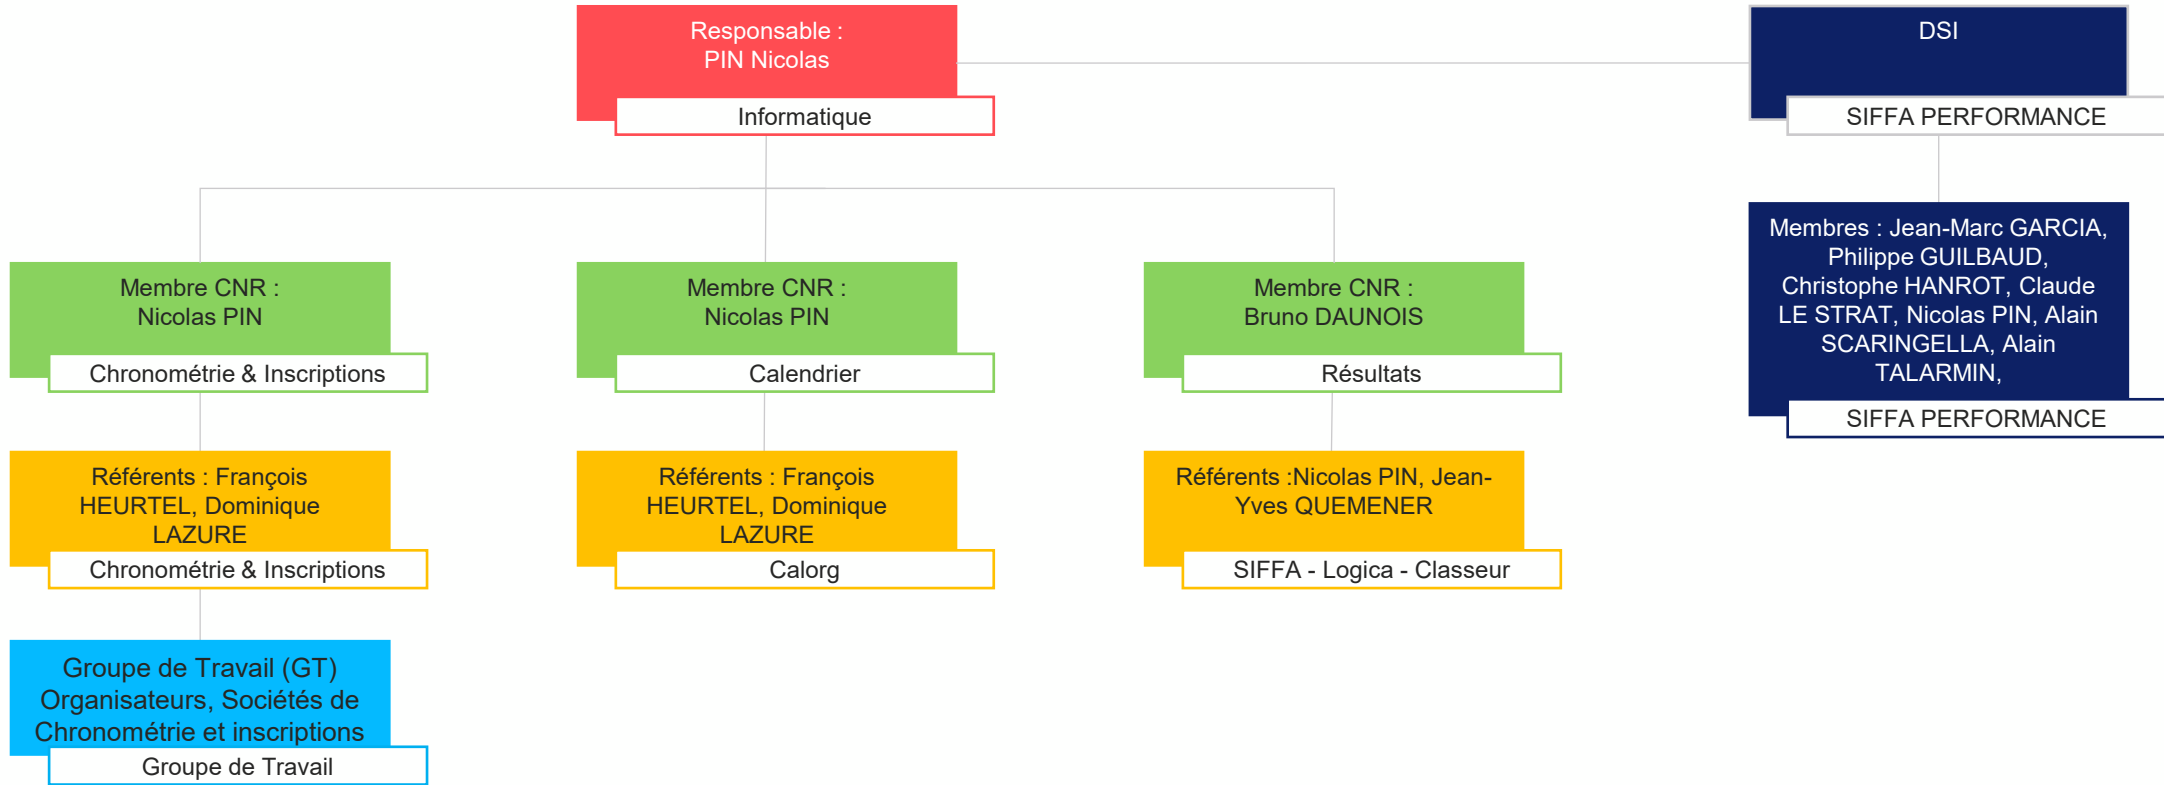 Responsable :
PIN Nicolas
Informatique
DSI
SIFFA PERFORMANCE
Membre CNR :
Nicolas PIN
Chronométrie & Inscriptions
Membre CNR :
Nicolas PIN
Calendrier
Membre CNR :
Bruno DAUNOIS
Résultats
Membres : Jean-Marc GARCIA,
Philippe GUILBAUD,
Christophe HANROT, Claude
LE STRAT, Nicolas PIN, Alain
SCARINGELLA, Alain
TALARMIN,
SIFFA PERFORMANCE
Référents : François
HEURTEL, Dominique
LAZURE
Chronométrie & Inscriptions
Référents : François
HEURTEL, Dominique
LAZURE
Calorg
Référents :Nicolas PIN, Jean-
Yves QUEMENER
SIFFA - Logica - Classeur
Groupe de Travail (GT)
Organisateurs, Sociétés de
Chronométrie et inscriptions
Groupe de Travail